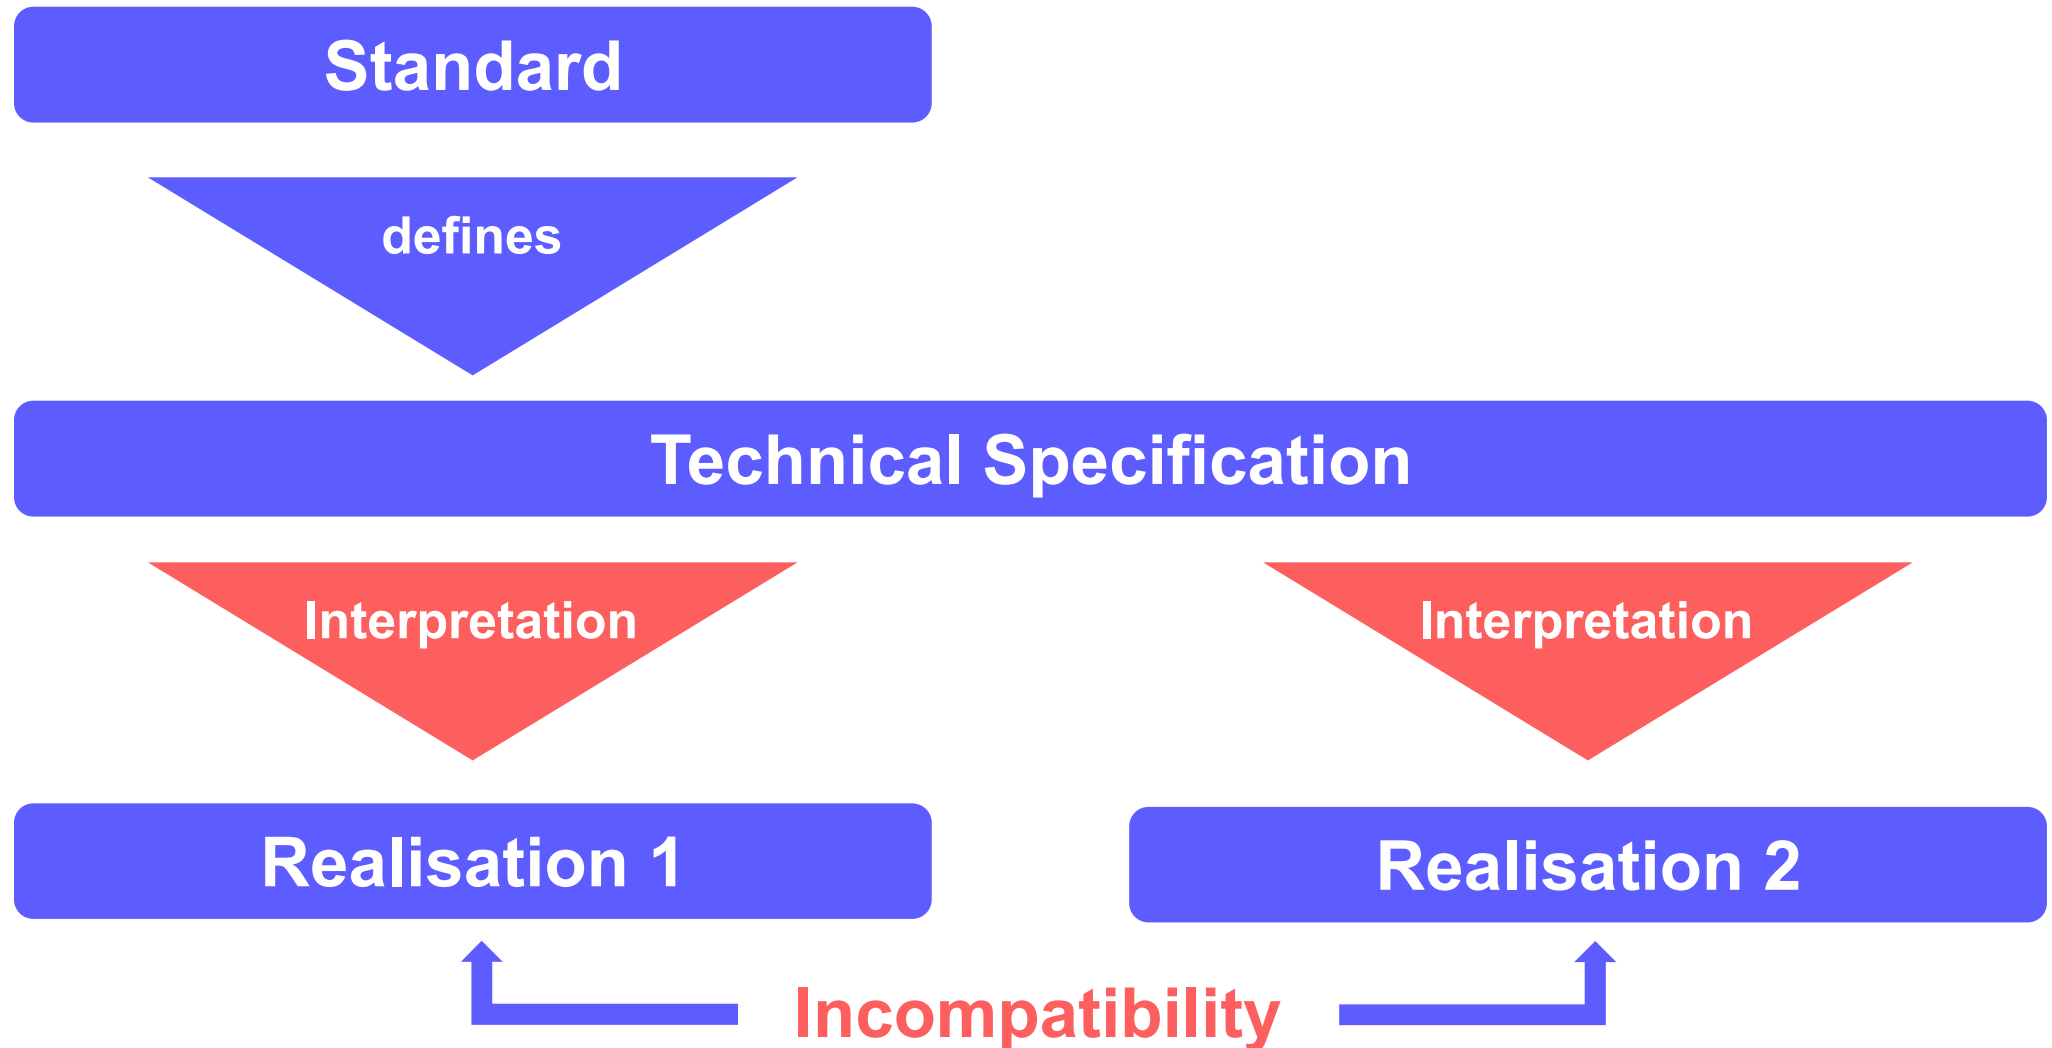 Standard
defines
Technical Specification
Interpretation
Interpretation
Realisation 1
Realisation 2
Incompatibility